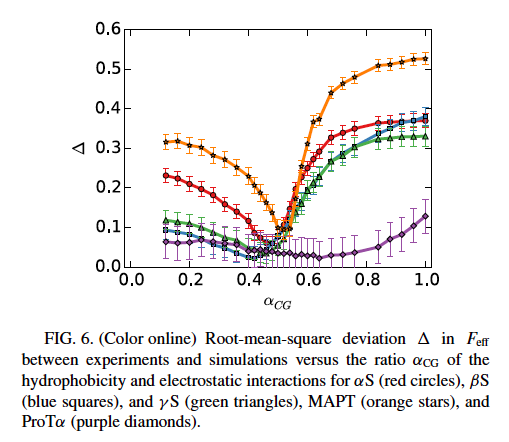 0.6
0.5
0.4
0.3
0.2
0.1
0.0
Δ
0.0 0.2 0.4 0.6 0.8 1.0
αCG
FIG. 6. (Color online) Root-mean-square deviation Δ in Feff
between experiments and simulations versus the ratio αCG of the
hydrophobicity and electrostatic interactions for αS (red circles), βS
(blue squares), and γS (green triangles), MAPT (orange stars), and
ProTα (purple diamonds).